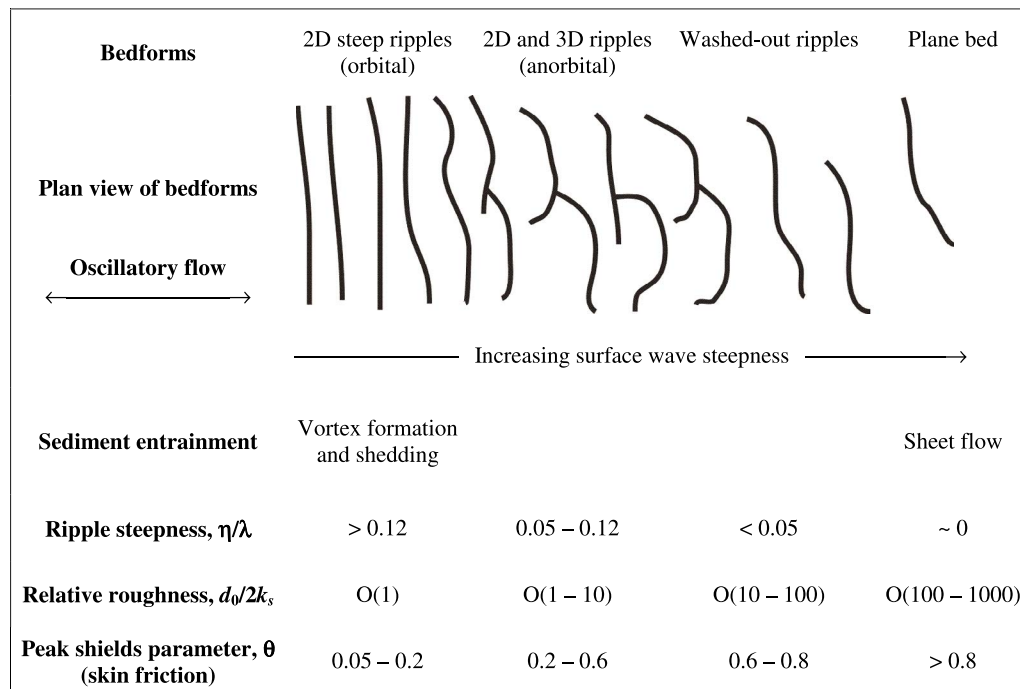 Bedforms
2D steep ripples
(orbital)
2D and 3D ripples
(anorbital)
Washed-out ripples
Plane bed
Plan view of bedforms
Oscillatory flow
Increasing surface wave steepness
Sediment entrainment
Vortex formation
and shedding
Sheet flow
Ripple steepness, η/λ
> 0.12
0.05 – 0.12
< 0.05
~ 0
Relative roughness, d₀/2kₛ
O(1)
O(1 – 10)
O(10 – 100)
O(100 – 1000)
Peak shields parameter, θ
(skin friction)
0.05 – 0.2
0.2 – 0.6
0.6 – 0.8
> 0.8